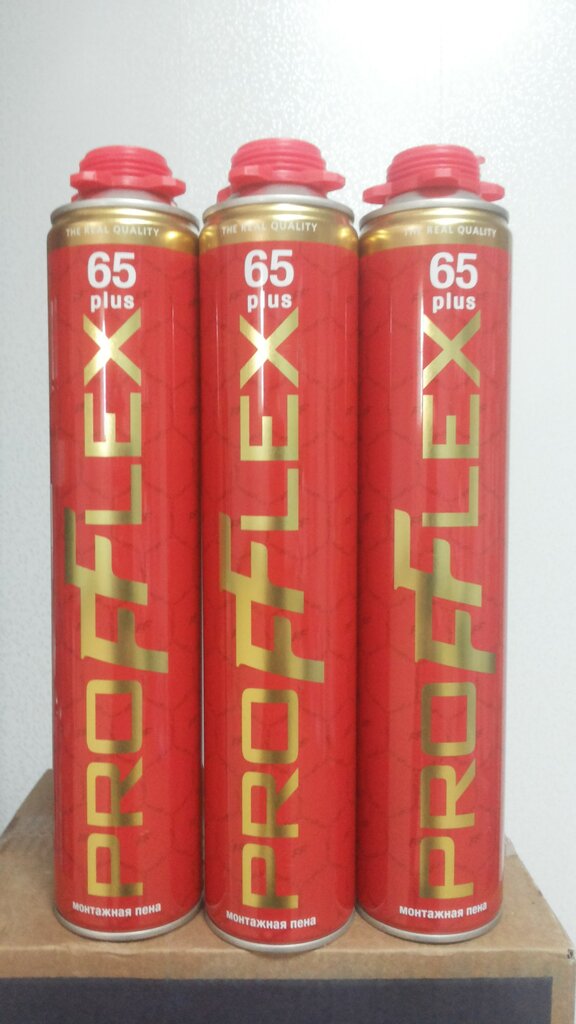 THE REAL QUALITY
65
plus
PROFFLEX
монтажная пена
THE REAL QUALITY
65
plus
PROFFLEX
монтажная пена
THE REAL QUALITY
65
plus
PROFFLEX
монтажная пена